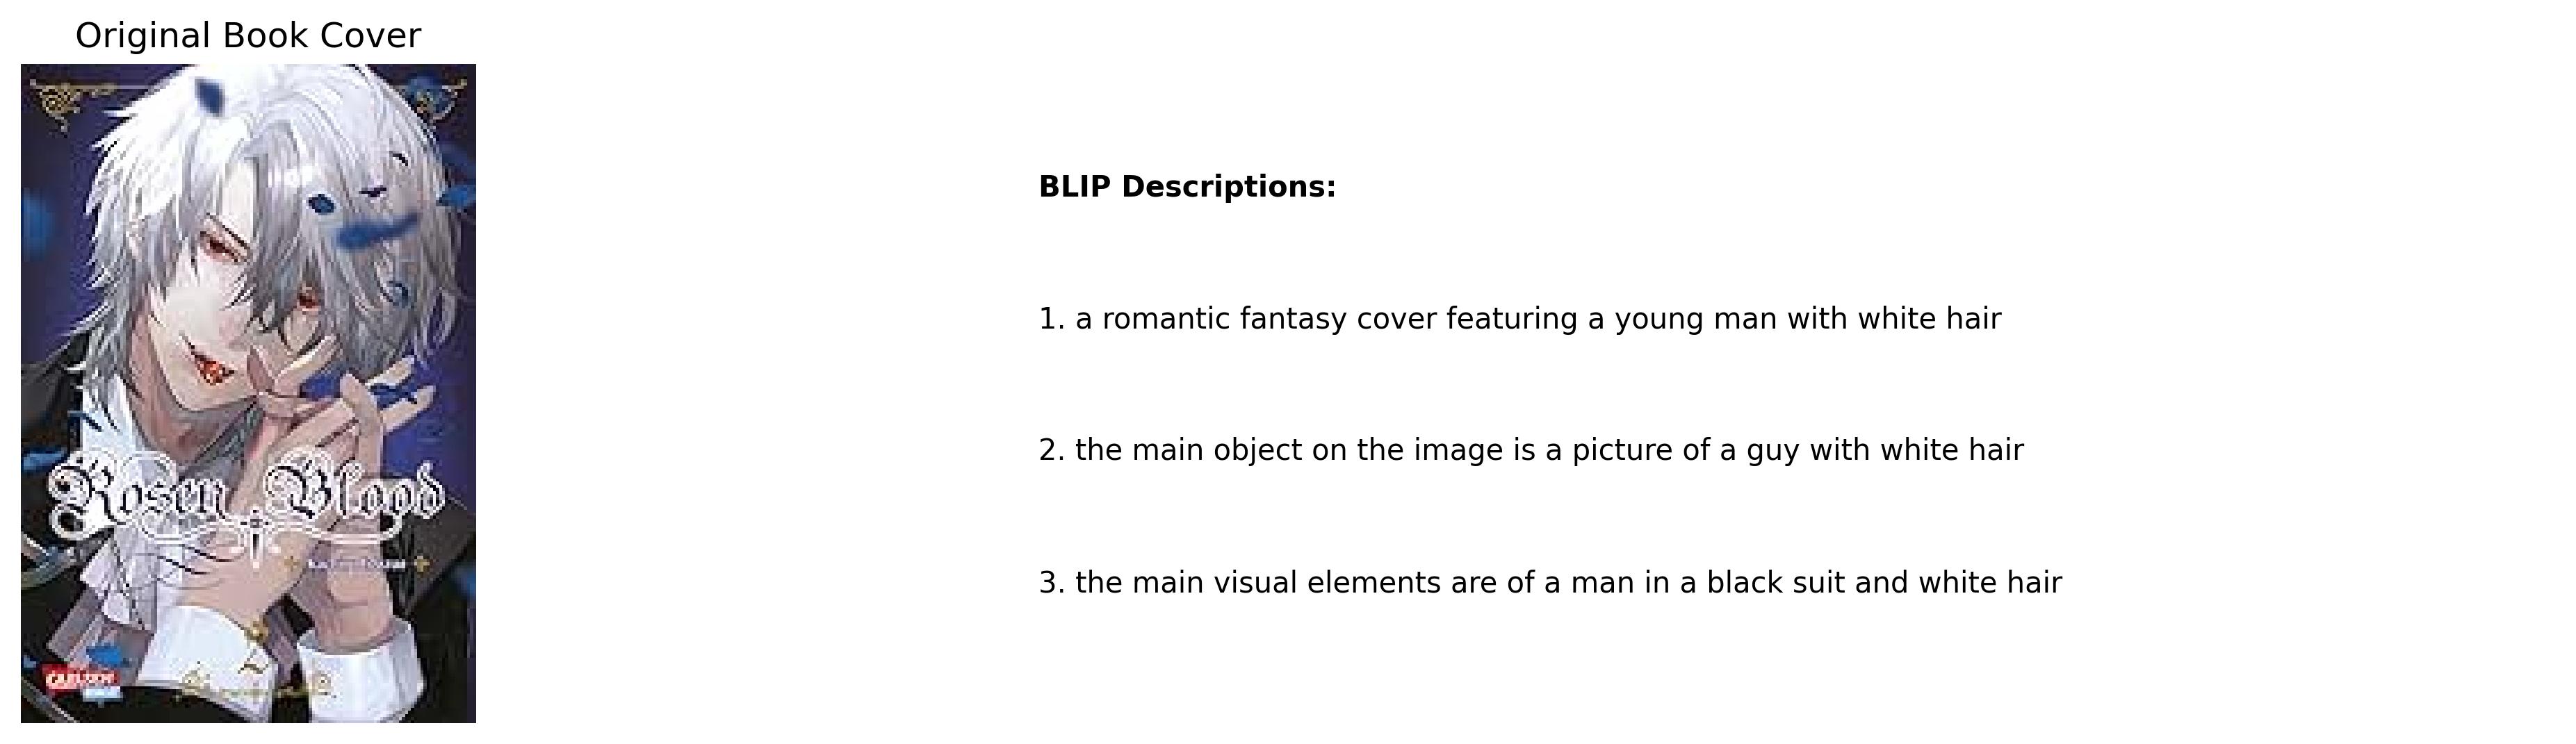 Original Book Cover
Rosen Blood
2
CARLSEN
BLIP Descriptions:
1. a romantic fantasy cover featuring a young man with white hair
2. the main object on the image is a picture of a guy with white hair
3. the main visual elements are of a man in a black suit and white hair